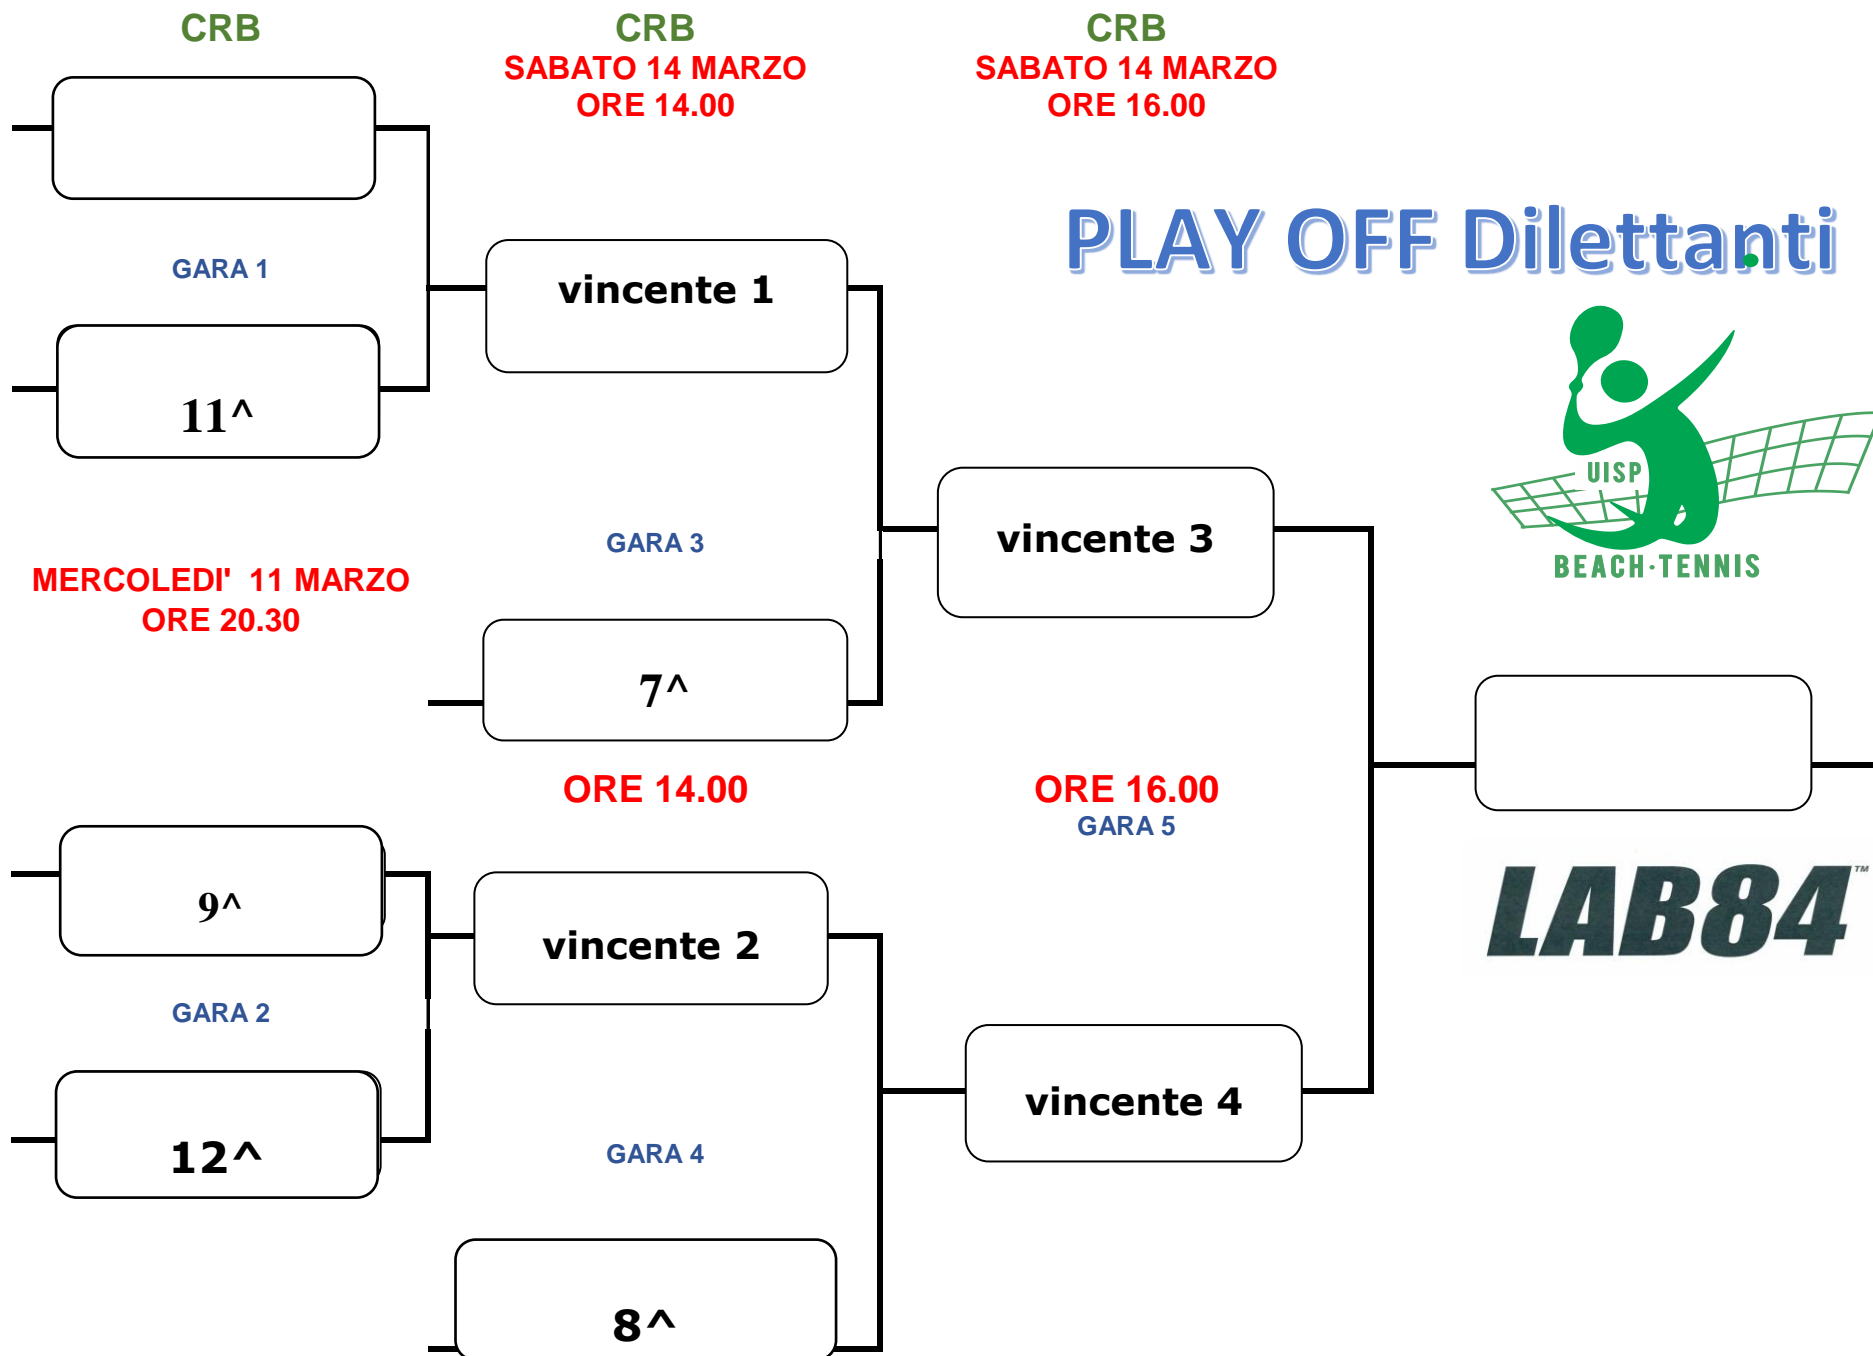 CRB
CRB
CRB
SABATO 14 MARZO
SABATO 14 MARZO
ORE 14.00
ORE 16.00
PLAY OFF Dilettanti
GARA 1
vincente 1
11^
UISP
GARA 3
vincente 3
BEACH·TENNIS
MERCOLEDI'  11 MARZO
ORE 20.30
7^
ORE 14.00
ORE 16.00
GARA 5
9^
LAB84™
vincente 2
GARA 2
vincente 4
12^
GARA 4
8^